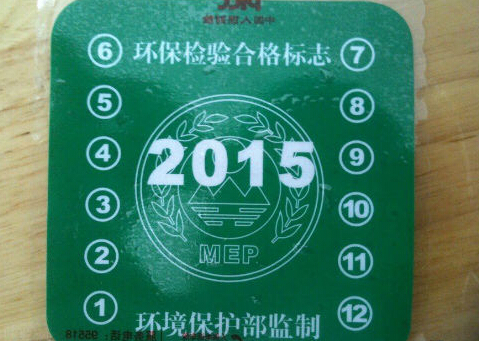 ⑥ 环保检验合格标志 ⑦
⑤ ⑧
④ 2015 ⑨
③ ⑩
② MEP ⑪
① 环境保护部监制 ⑫
95518